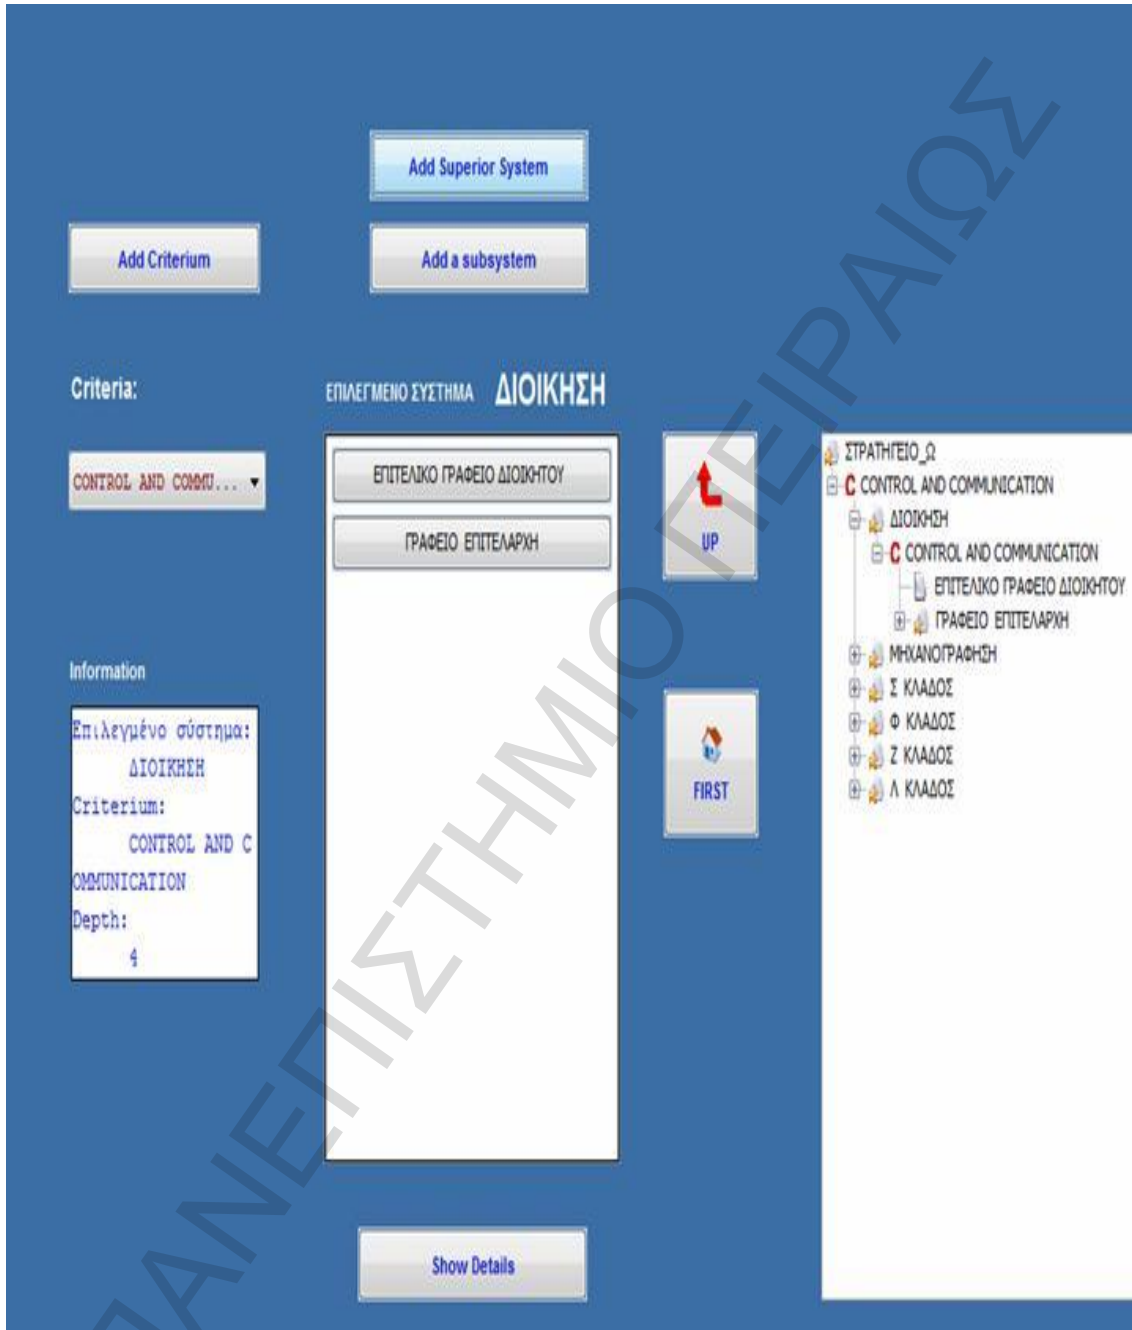 Add Superior System
Add Criterium
Add a subsystem
Criteria:
ΕΠΙΛΕΓΜΕΝΟ ΣΥΣΤΗΜΑ ΔΙΟΙΚΗΣΗ
CONTROL AND COMMU...
ΕΠΙΤΕΛΙΚΟ ΓΡΑΦΕΙΟ ΔΙΟΙΚΗΤΟΥ
ΓΡΑΦΕΙΟ ΕΠΙΤΕΛΑΡΧΗ
UP
FIRST
ΣΤΡΑΤΗΓΕΙΟ_Ω
C CONTROL AND COMMUNICATION
ΔΙΟΙΚΗΣΗ
C CONTROL AND COMMUNICATION
ΕΠΙΤΕΛΙΚΟ ΓΡΑΦΕΙΟ ΔΙΟΙΚΗΤΟΥ
ΓΡΑΦΕΙΟ ΕΠΙΤΕΛΑΡΧΗ
ΜΗΧΑΝΟΓΡΑΦΗΣΗ
Σ ΚΛΑΔΟΣ
Φ ΚΛΑΔΟΣ
Ζ ΚΛΑΔΟΣ
Λ ΚΛΑΔΟΣ
Information
Επιλεγμένο σύστημα:
ΔΙΟΙΚΗΣΗ
Criterium:
CONTROL AND C
OMMUNICATION
Depth:
4
Show Details
ΠΑΝΕΠΙΣΤΗΜΙΟ ΠΕΙΡΑΙΩΣ